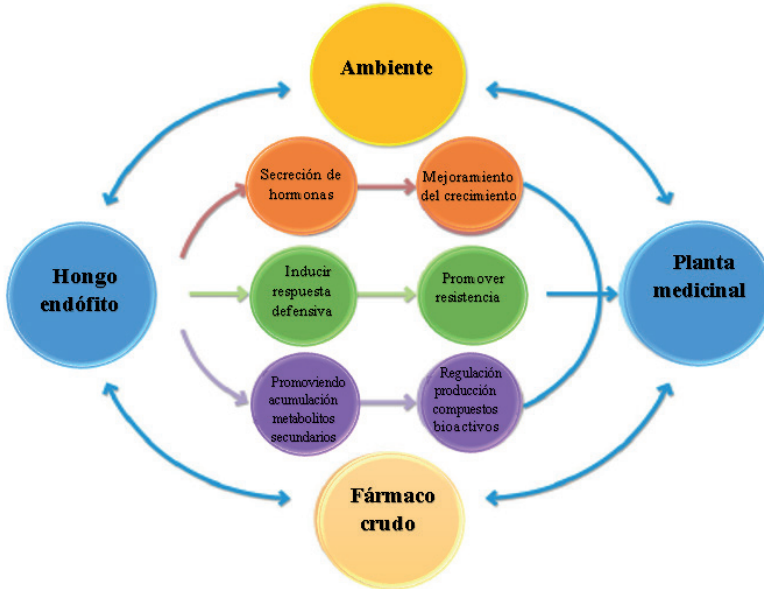 Ambiente
Secreción de
hormonas
Mejoramiento
del crecimiento
Hongo
endófito
Inducir
respuesta
defensiva
Promover
resistencia
Planta
medicinal
Promoviendo
acumulación
metabolitos
secundarios
Regulación
producción
compuestos
bioactivos
Fármaco
crudo